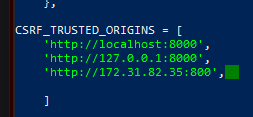 },
CSRF_TRUSTED_ORIGINS = [
'http://localhost:8000',
'http://127.0.0.1:8000',
'http://172.31.82.35:800',
]